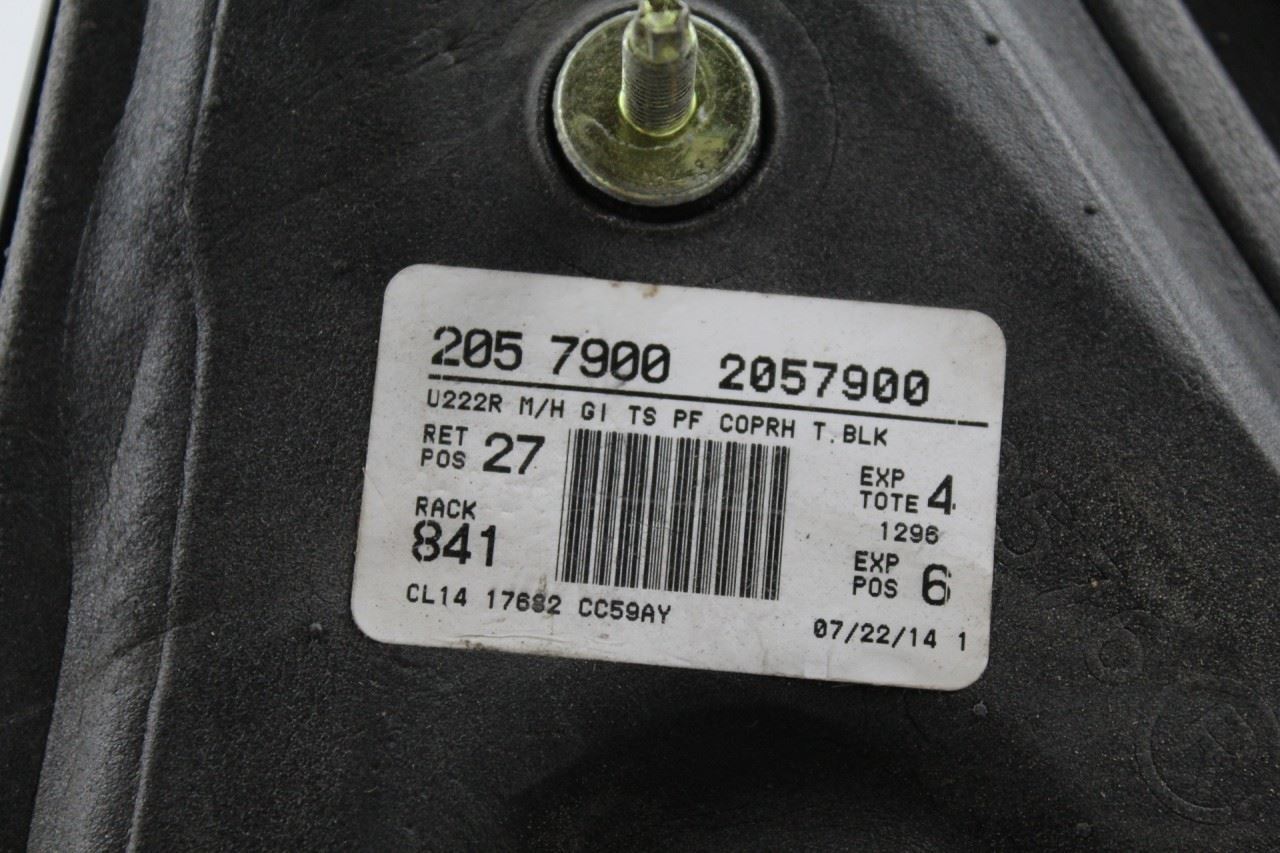 205 7900 2057900
U222R M/H GI TS PF COPRH T.BLK
RET POS 27
EXP TOTE 4
1296
RACK 841
EXP POS 6
CL14 17682 CC59AY
07/22/14 1